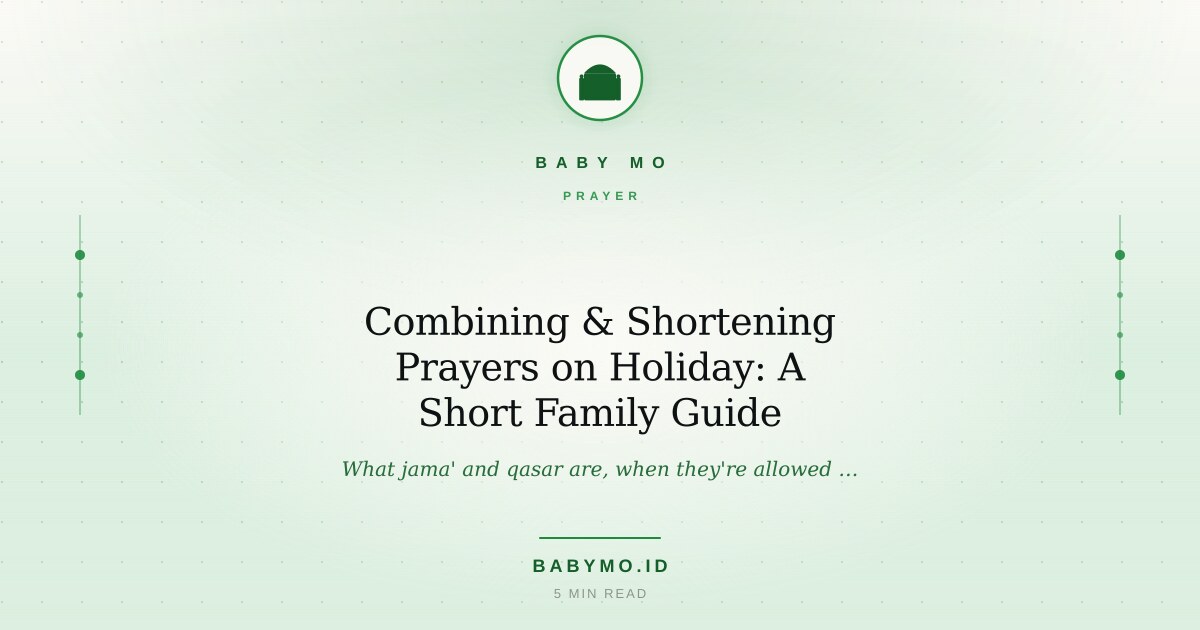 BABY MO
PRAYER
Combining & Shortening
Prayers on Holiday: A
Short Family Guide
What jama' and qasar are, when they're allowed ...
BABYMO.ID
5 MIN READ